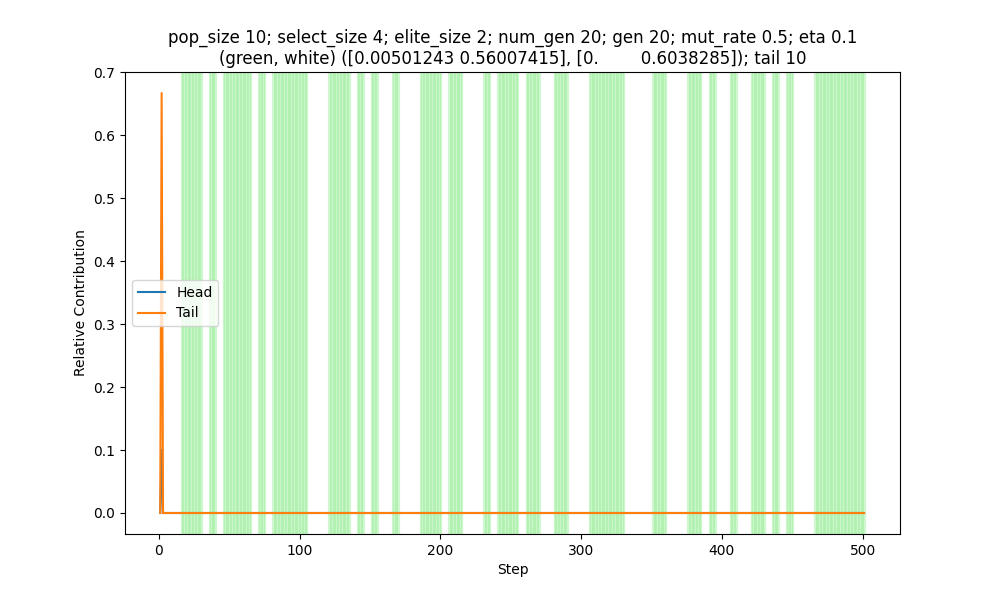 pop_size 10; select_size 4; elite_size 2; num_gen 20; gen 20; mut_rate 0.5; eta 0.1
(green, white) ([0.00501243 0.56007415], [0.         0.6038285]); tail 10
0.7
0.6
0.5
0.4
0.3
0.2
0.1
0.0
Relative Contribution
Head
Tail
0
100
200
300
400
500
Step